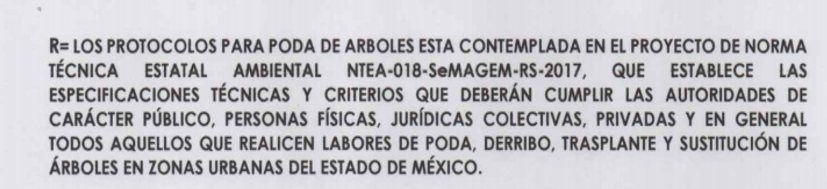 R= LOS PROTOCOLOS PARA PODA DE ARBOLES ESTA CONTEMPLADA EN EL PROYECTO DE NORMA
TÉCNICA ESTATAL AMBIENTAL NTEA-018-SeMAGEM-RS-2017, QUE ESTABLECE LAS
ESPECIFICACIONES TÉCNICAS Y CRITERIOS QUE DEBERÁN CUMPLIR LAS AUTORIDADES DE
CARÁCTER PÚBLICO, PERSONAS FÍSICAS, JURÍDICAS COLECTIVAS, PRIVADAS Y EN GENERAL
TODOS AQUELLOS QUE REALICEN LABORES DE PODA, DERRIBO, TRASPLANTE Y SUSTITUCIÓN DE
ÁRBOLES EN ZONAS URBANAS DEL ESTADO DE MÉXICO.